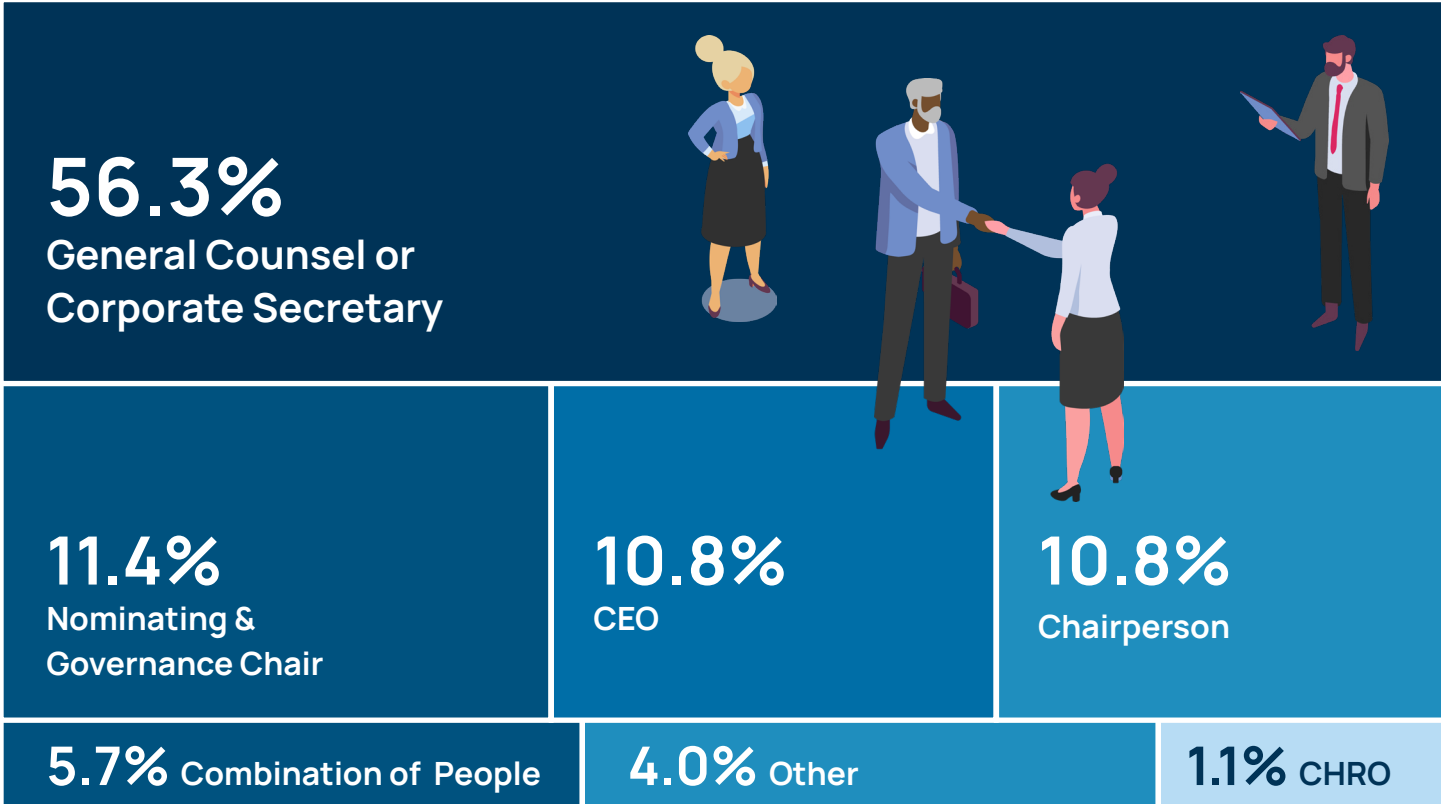 56.3%
General Counsel or
Corporate Secretary
11.4%
Nominating &
Governance Chair
10.8%
CEO
10.8%
Chairperson
5.7% Combination of People
4.0% Other
1.1% CHRO